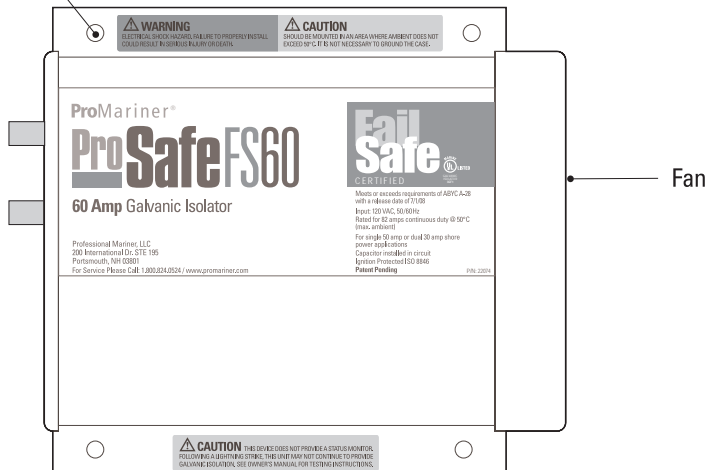 WARNING
ELECTRICAL SHOCK HAZARD, FAILURE TO PROPERLY INSTALL
COULD RESULT IN SERIOUS INJURY OR DEATH.
CAUTION
SHOULD BE MOUNTED IN AN AREA WHERE AMBIENT DOES NOT
EXCEED 50°C. IT IS NOT NECESSARY TO GROUND THE CASE.
ProMariner®
ProSafeFS60
60 Amp Galvanic Isolator
Professional Mariner, LLC
200 International Dr. STE 195
Portsmouth, NH 03801
For Service Please Call: 1.800.824.0524 / www.promariner.com
Fail
Safe
UL LISTED
CERTIFIED
Meets or exceeds requirements of ABYC A-28
with a release date of 7/1/08
Input: 120 VAC, 50/60Hz
Rated for 82 amps continuous duty @ 50°C
(max. ambient)
For single 50 amp or dual 30 amp shore
power applications
Capacitor installed in circuit
Ignition Protected ISO 8846
Patent Pending
P/N: 22074
Fan
CAUTION THIS DEVICE DOES NOT PROVIDE A STATUS MONITOR.
FOLLOWING A LIGHTNING STRIKE, THIS UNIT MAY NOT CONTINUE TO PROVIDE
GALVANIC ISOLATION, SEE OWNER'S MANUAL FOR TESTING INSTRUCTIONS.